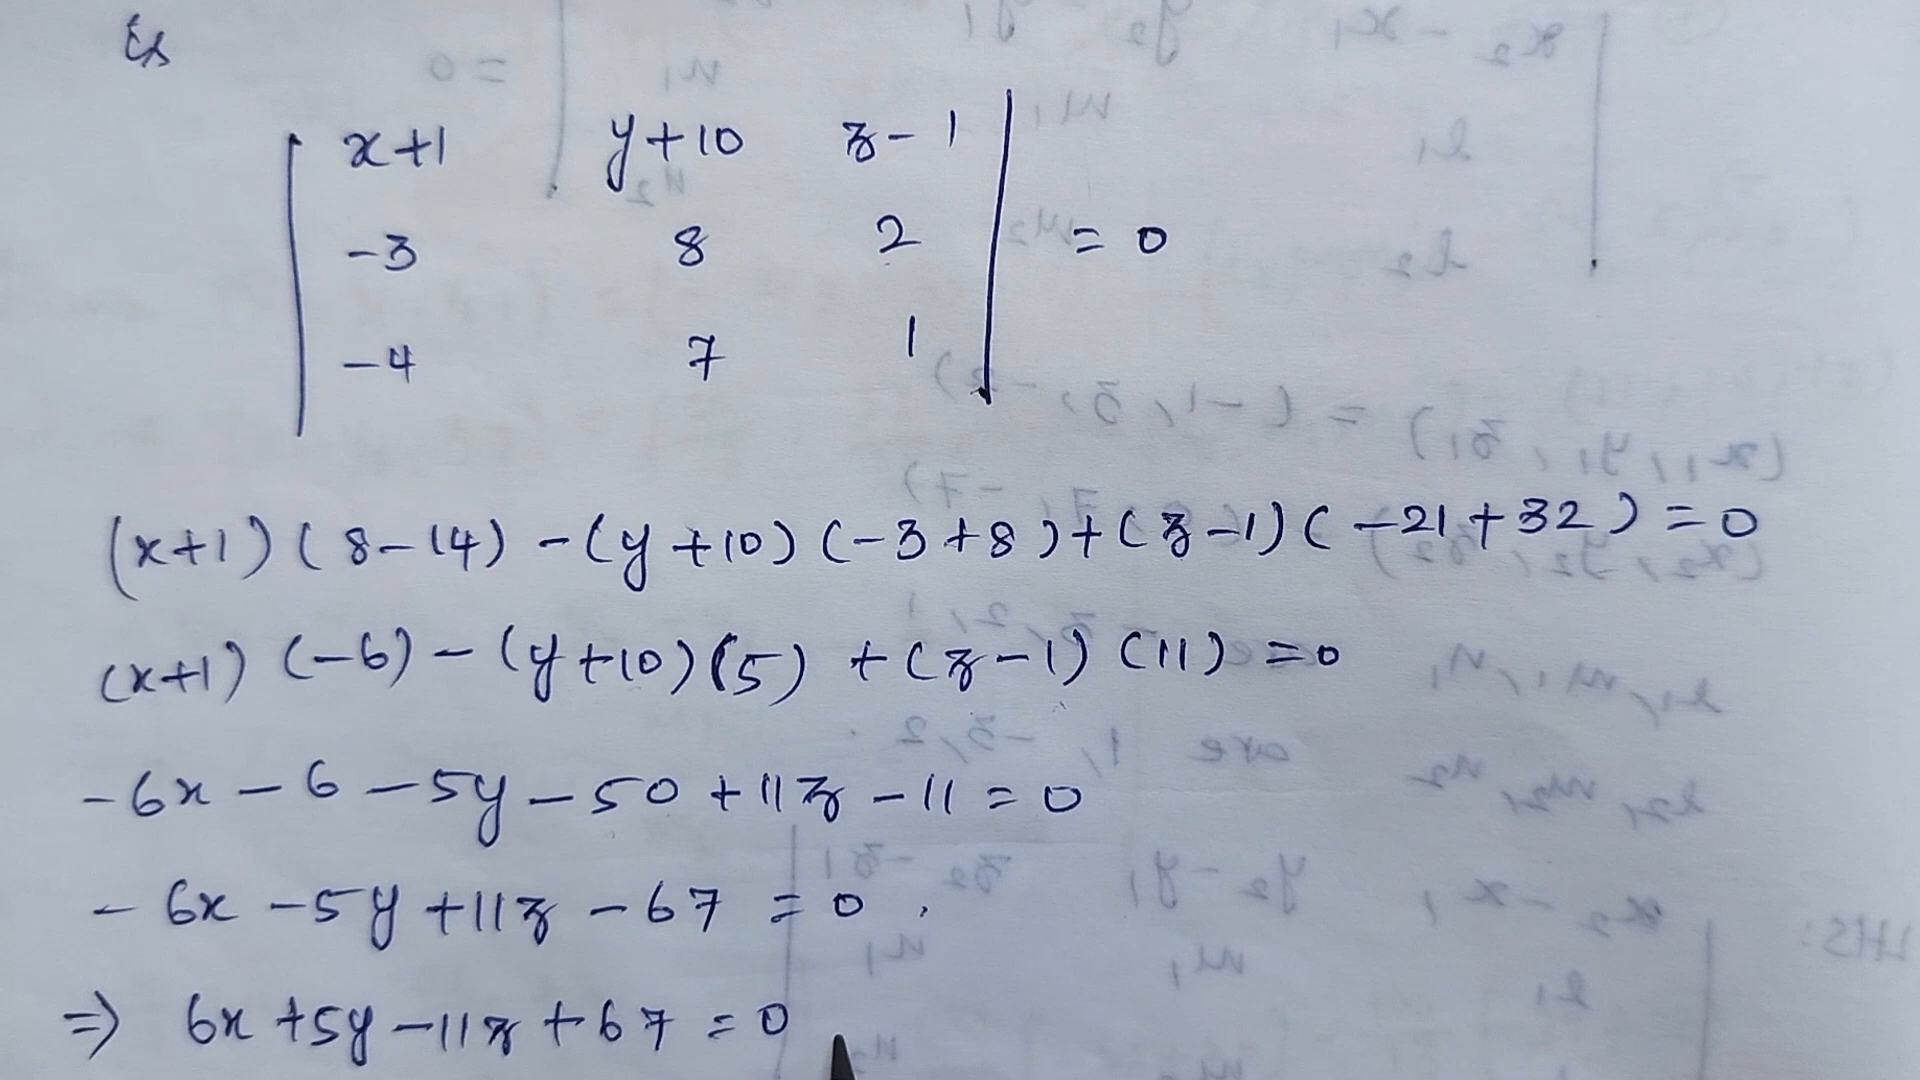 Ex
| x+1 y+10 z-1 |
| -3 8 2 | = 0
| -4 7 1 |
(x+1)(8-14) - (y+10)(-3+8) + (z-1)(-21+32) = 0
(x+1)(-6) - (y+10)(5) + (z-1)(11) = 0
-6x - 6 - 5y - 50 + 11z - 11 = 0
- 6x - 5y + 11z - 67 = 0.
⇒ 6x + 5y - 11z + 67 = 0